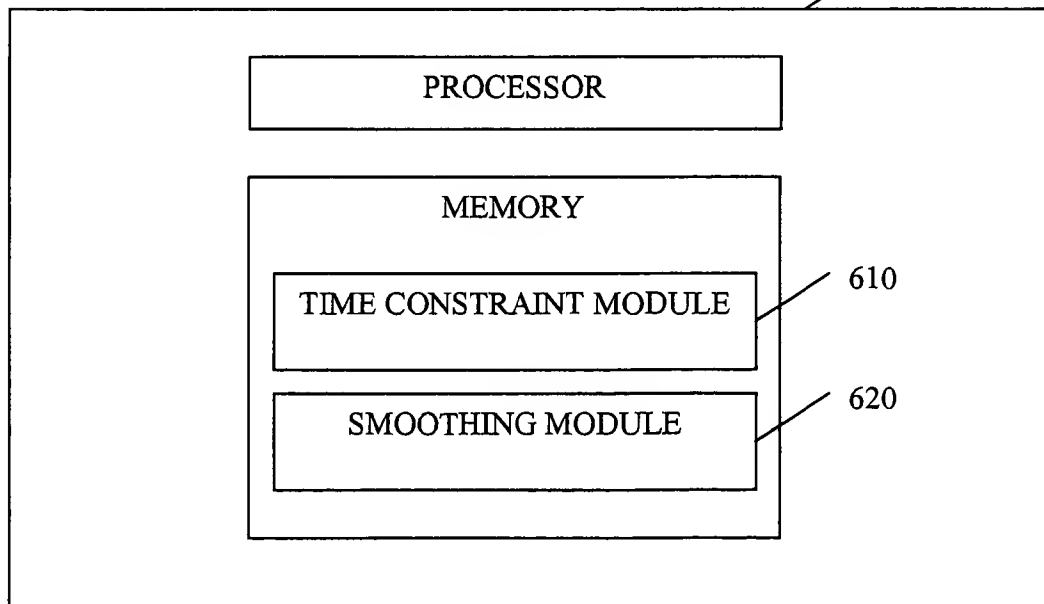 PROCESSOR
MEMORY
TIME CONSTRAINT MODULE
610
SMOOTHING MODULE
620